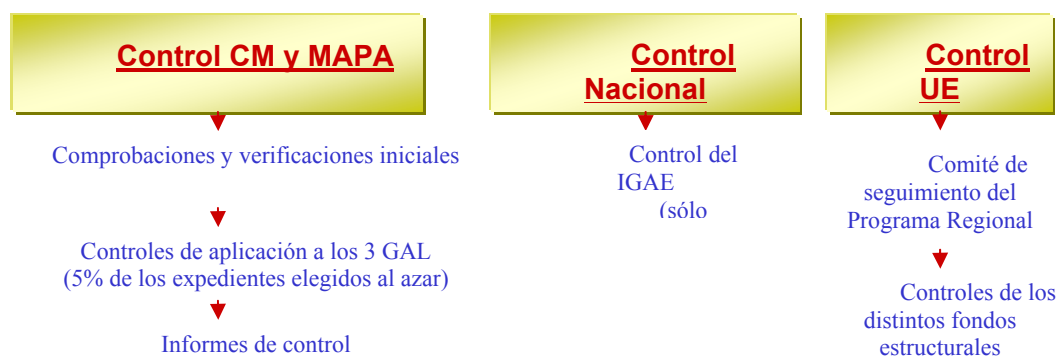 Control CM y MAPA
Comprobaciones y verificaciones iniciales
Controles de aplicación a los 3 GAL
(5% de los expedientes elegidos al azar)
Informes de control
Control
Nacional
Control del
IGAE
(sólo
Control
UE
Comité de
seguimiento del
Programa Regional
Controles de los
distintos fondos
estructurales